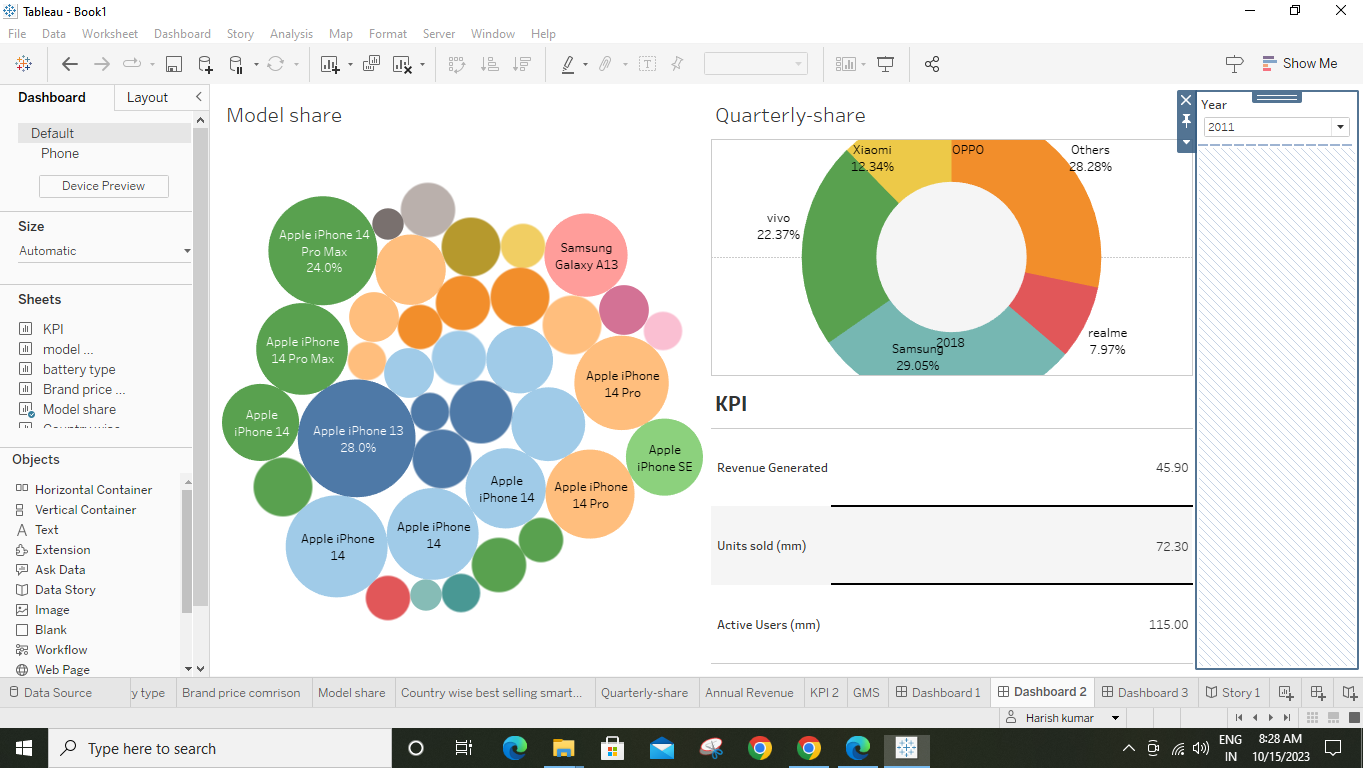 Tableau - Book1
File Data Worksheet Dashboard Story Analysis Map Format Server Window Help
Show Me
Dashboard Layout
Default
Phone
Device Preview
Size
Automatic
Sheets
KPI
model ...
battery type
Brand price ...
Model share
Objects
Horizontal Container
Vertical Container
Text
Extension
Ask Data
Data Story
Image
Blank
Workflow
Web Page
Model share
Apple iPhone 14
Pro Max
24.0%
Samsung
Galaxy A13
Apple iPhone
14 Pro Max
Apple iPhone
14 Pro
Apple
iPhone 14
Apple iPhone 13
28.0%
Apple
iPhone SE
Apple
iPhone 14
Apple iPhone
14 Pro
Apple iPhone
14
Apple iPhone
14
Quarterly-share
Xiaomi
12.34%
OPPO
Others
28.28%
vivo
22.37%
realme
7.97%
2018
Samsung
29.05%
KPI
Revenue Generated 45.90
Units sold (mm) 72.30
Active Users (mm) 115.00
Year
2011
Data Source y type Brand price comrison Model share Country wise best selling smart... Quarterly-share Annual Revenue KPI 2 GMS Dashboard 1 Dashboard 2 Dashboard 3 Story 1
Harish kumar
Type here to search
ENG
IN
8:28 AM
10/15/2023